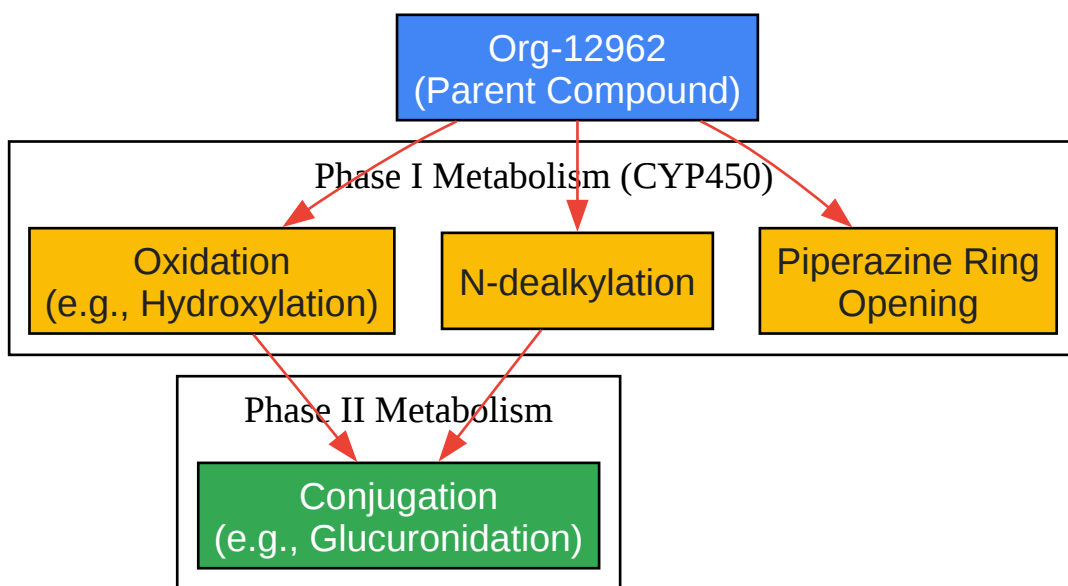 Org-12962
(Parent Compound)
Phase I Metabolism (CYP450)
Oxidation
(e.g., Hydroxylation)
N-dealkylation
Piperazine Ring
Opening
Phase II Metabolism
Conjugation
(e.g., Glucuronidation)